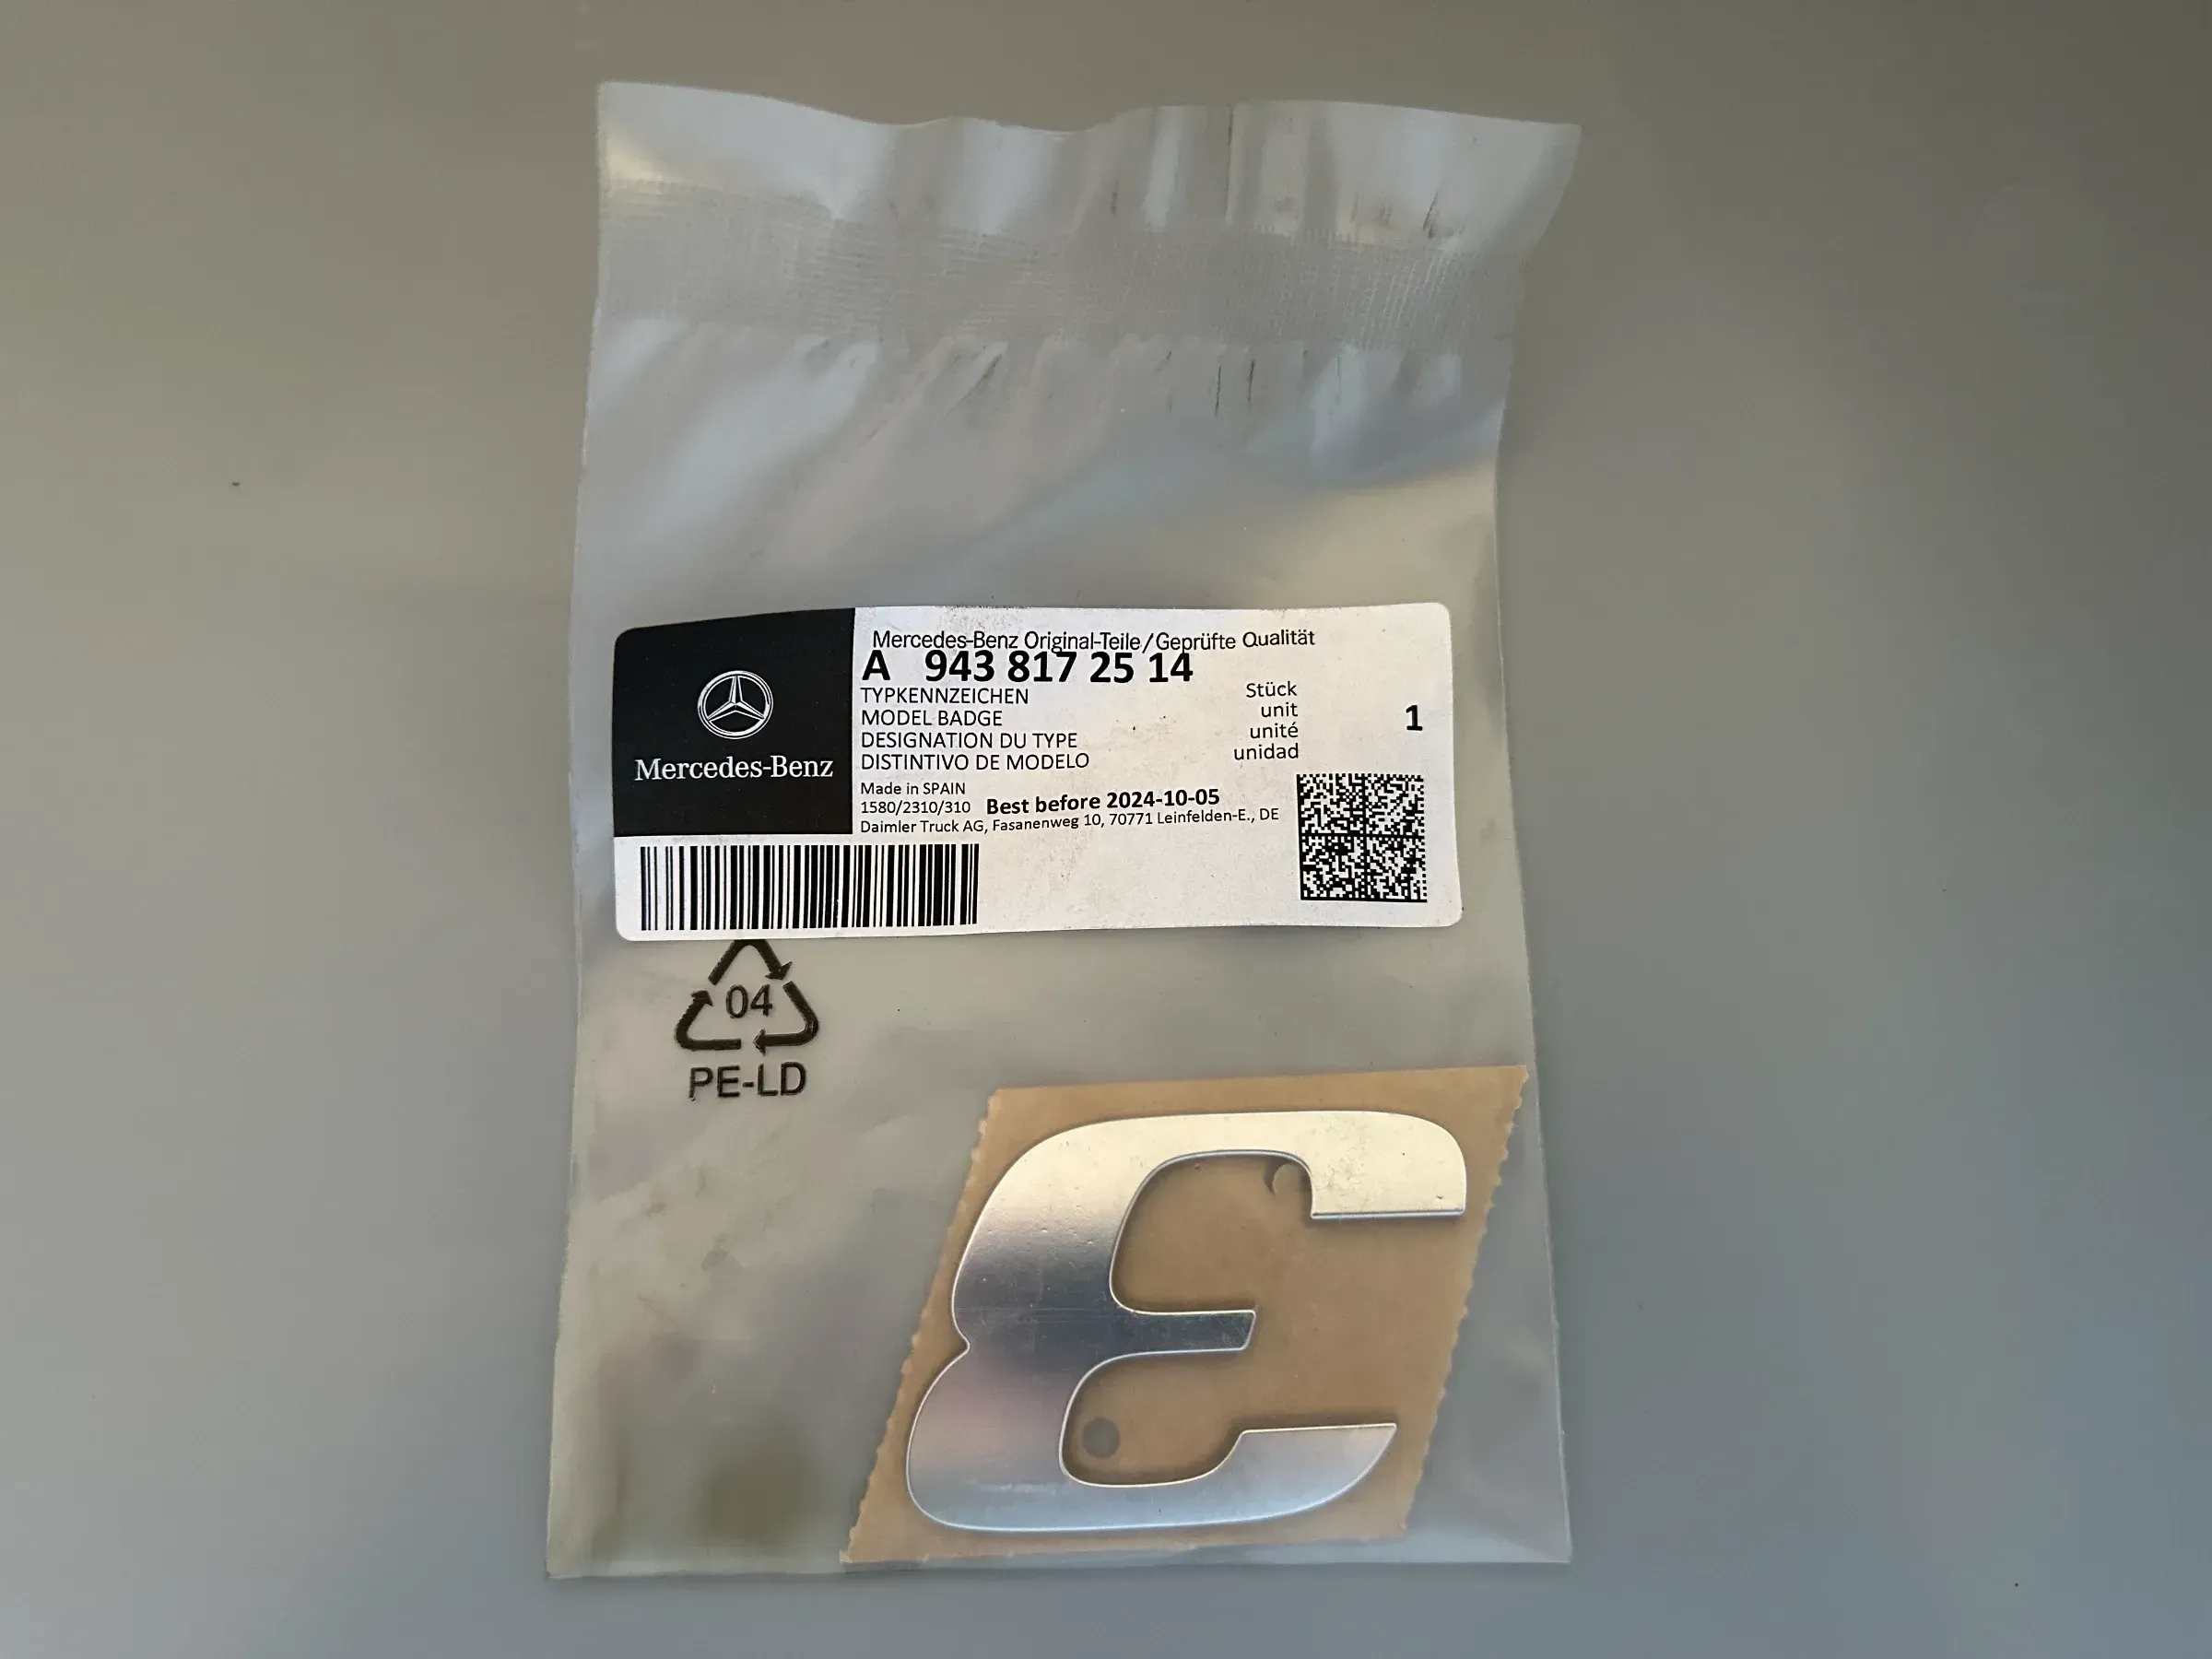 Mercedes-Benz Original-Teile/Geprüfte Qualität
A 943 817 25 14
TYPKENNZEICHEN
MODEL BADGE
DESIGNATION DU TYPE
DISTINTIVO DE MODELO
Stück
unit
unité
unidad
1
Mercedes-Benz
Made in SPAIN
1580/2310/310 Best before 2024-10-05
Daimler Truck AG, Fasanenweg 10, 70771 Leinfelden-E., DE
04
PE-LD
3